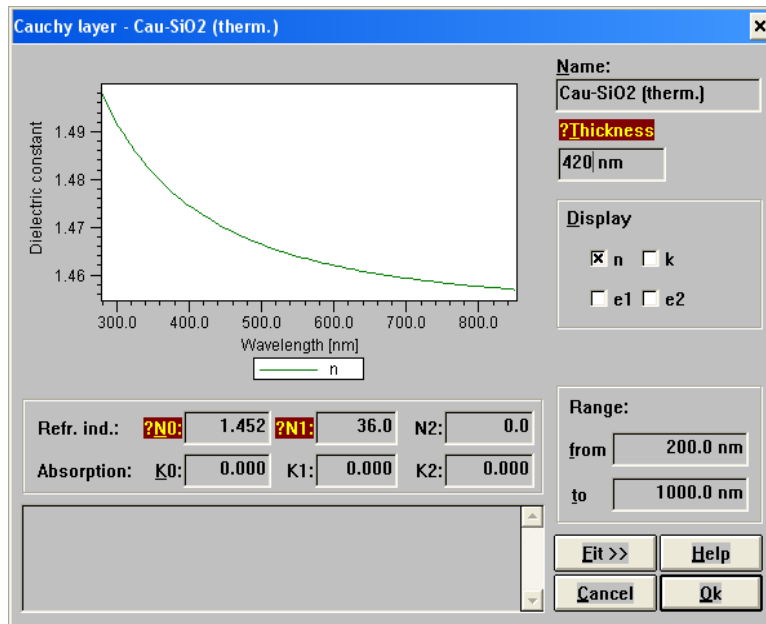 Cauchy layer - Cau-SiO2 (therm.)
Name:
Cau-SiO2 (therm.)
?Thickness
420 nm
Display
n k
e1 e2
Dielectric constant
1.49
1.48
1.47
1.46
300.0 400.0 500.0 600.0 700.0 800.0
Wavelength [nm]
n
Refr. ind.: ?N0: 1.452 ?N1: 36.0 N2: 0.0
Absorption: K0: 0.000 K1: 0.000 K2: 0.000
Range:
from 200.0 nm
to 1000.0 nm
Fit >> Help
Cancel Ok